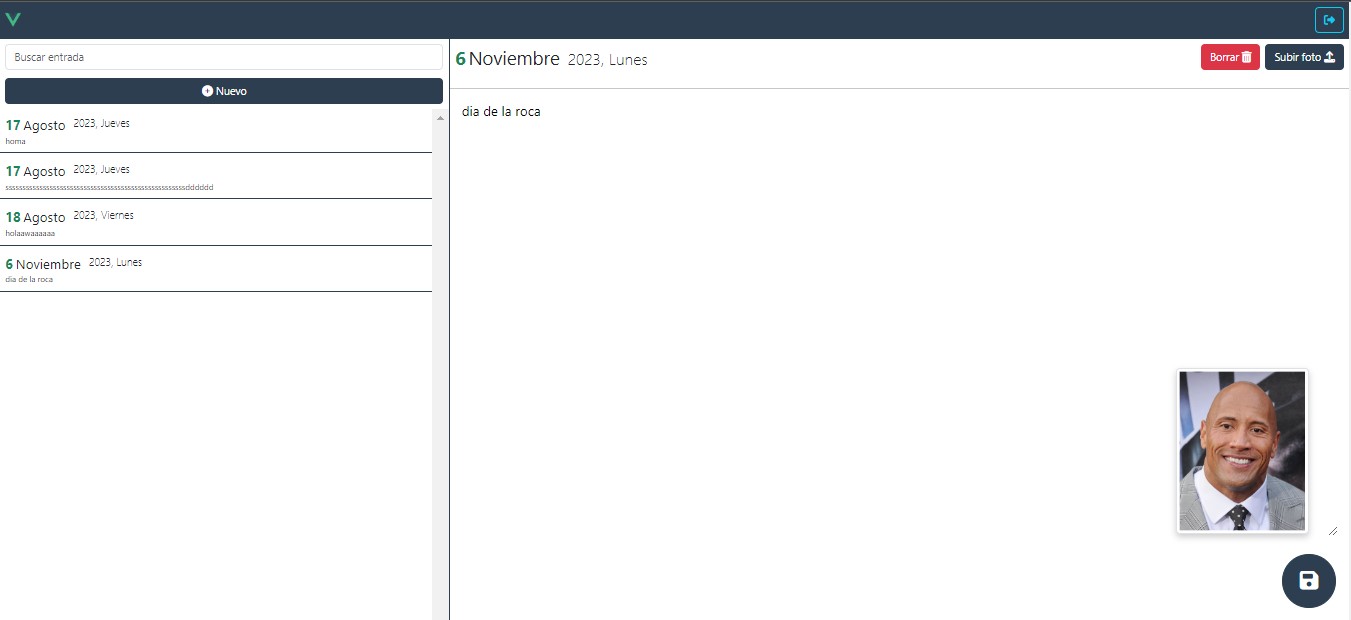 Buscar entrada
Nuevo
17 Agosto 2023, Jueves
homa
17 Agosto 2023, Jueves
sssssssssssssssssssssssssssssssssssssssssssssssssssssdddddd
18 Agosto 2023, Viernes
holaawaaaaaa
6 Noviembre 2023, Lunes
dia de la roca
6 Noviembre 2023, Lunes
Borrar
Subir foto
dia de la roca